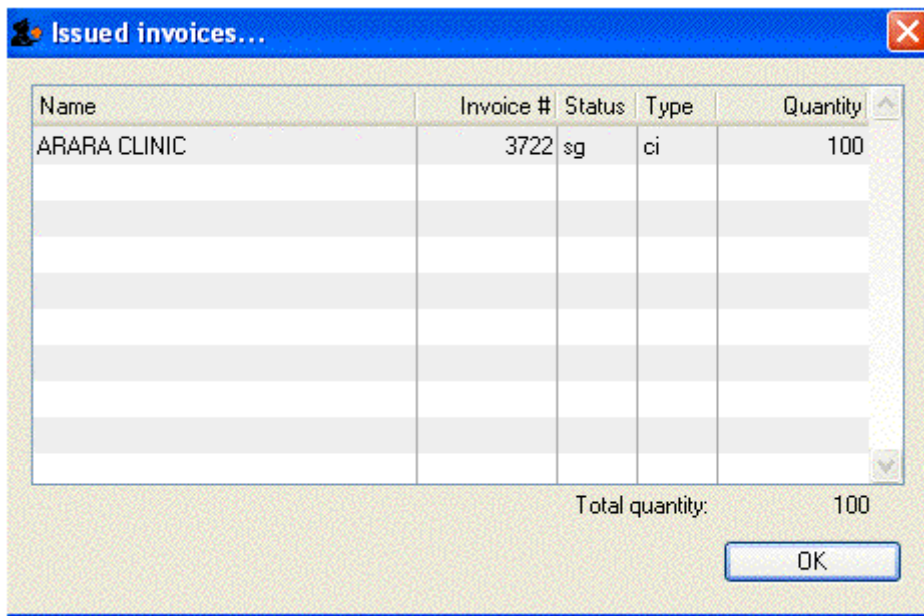 Issued invoices...
Name Invoice # Status Type Quantity
ARARA CLINIC 3722 sg ci 100
Total quantity: 100
OK